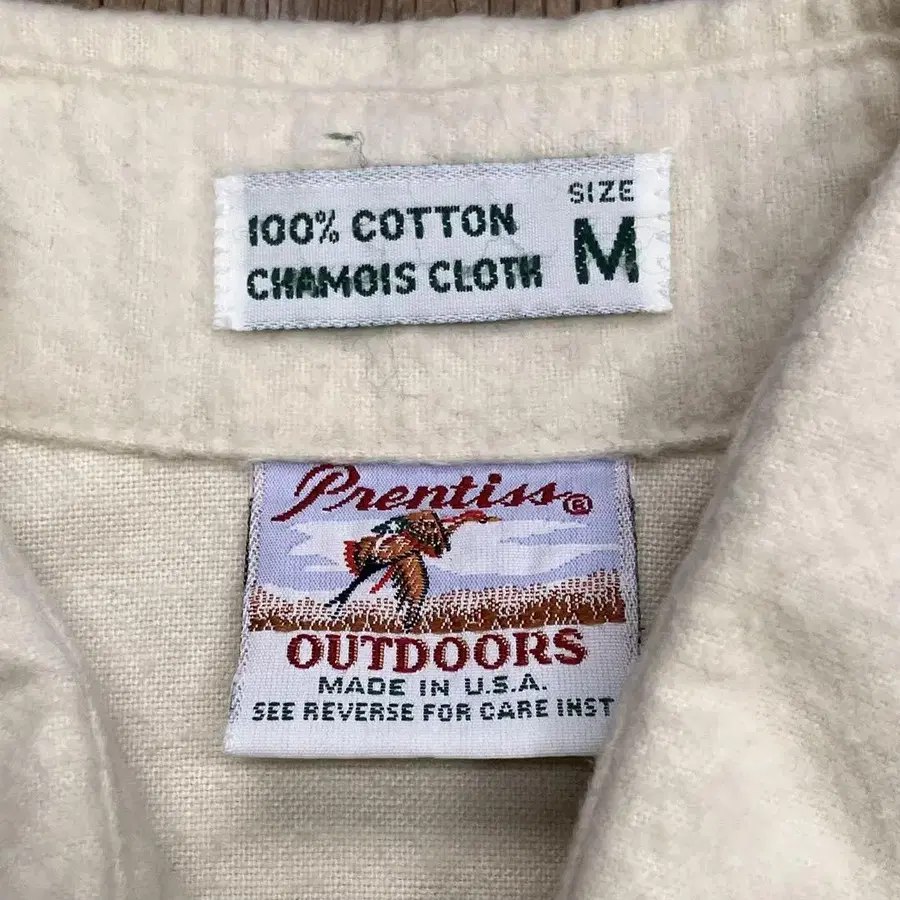 100% COTTON
CHAMOIS CLOTH
SIZE
M
Prentiss®
OUTDOORS
MADE IN U.S.A.
SEE REVERSE FOR CARE INST